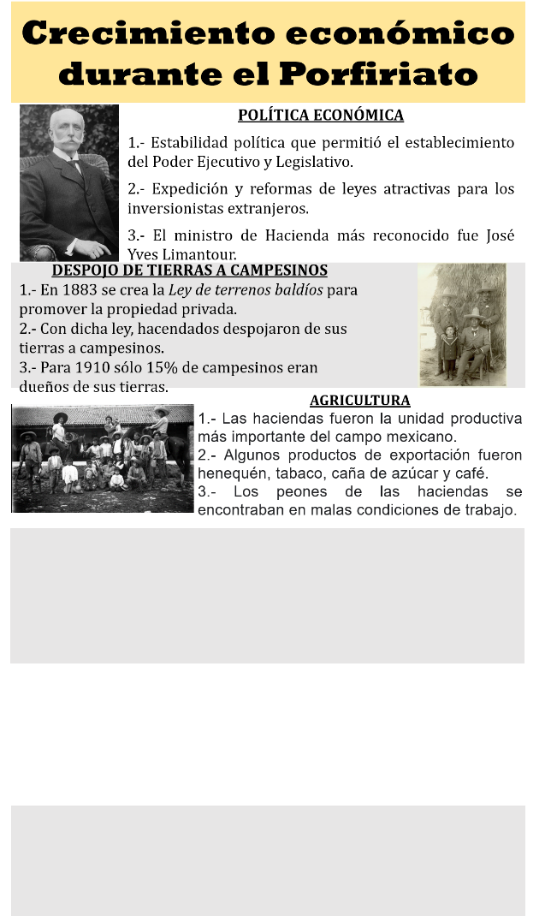 Crecimiento económico
durante el Porfiriato
POLÍTICA ECONÓMICA
1.- Estabilidad política que permitió el establecimiento
del Poder Ejecutivo y Legislativo.
2.- Expedición y reformas de leyes atractivas para los
inversionistas extranjeros.
3.- El ministro de Hacienda más reconocido fue José
Yves Limantour.
DESPOJO DE TIERRAS A CAMPESINOS
1.- En 1883 se crea la Ley de terrenos baldíos para
promover la propiedad privada.
2.- Con dicha ley, hacendados despojaron de sus
tierras a campesinos.
3.- Para 1910 sólo 15% de campesinos eran
dueños de sus tierras.
AGRICULTURA
1.- Las haciendas fueron la unidad productiva
más importante del campo mexicano.
2.- Algunos productos de exportación fueron
henequén, tabaco, caña de azúcar y café.
3.- Los peones de las haciendas se
encontraban en malas condiciones de trabajo.